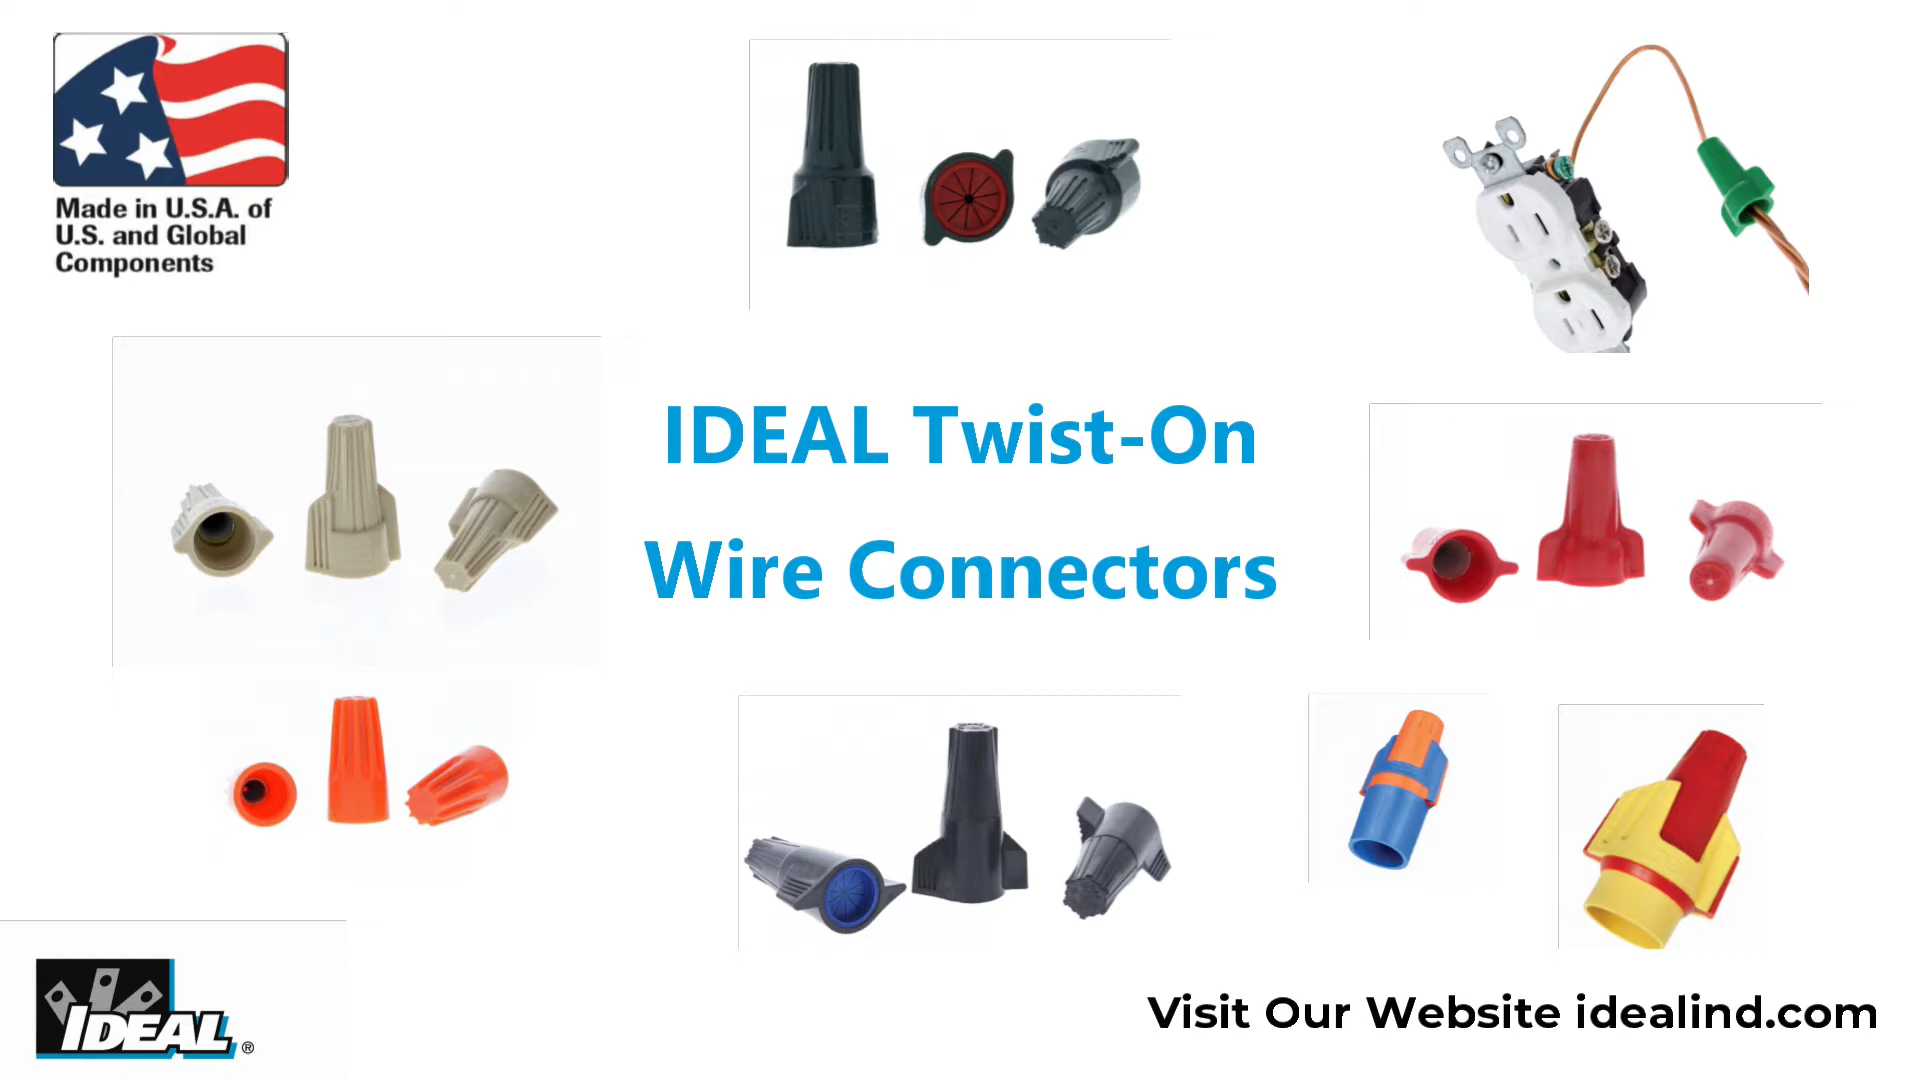 Made in U.S.A. of
U.S. and Global
Components
IDEAL Twist-On
Wire Connectors
IDEAL®
Visit Our Website idealind.com